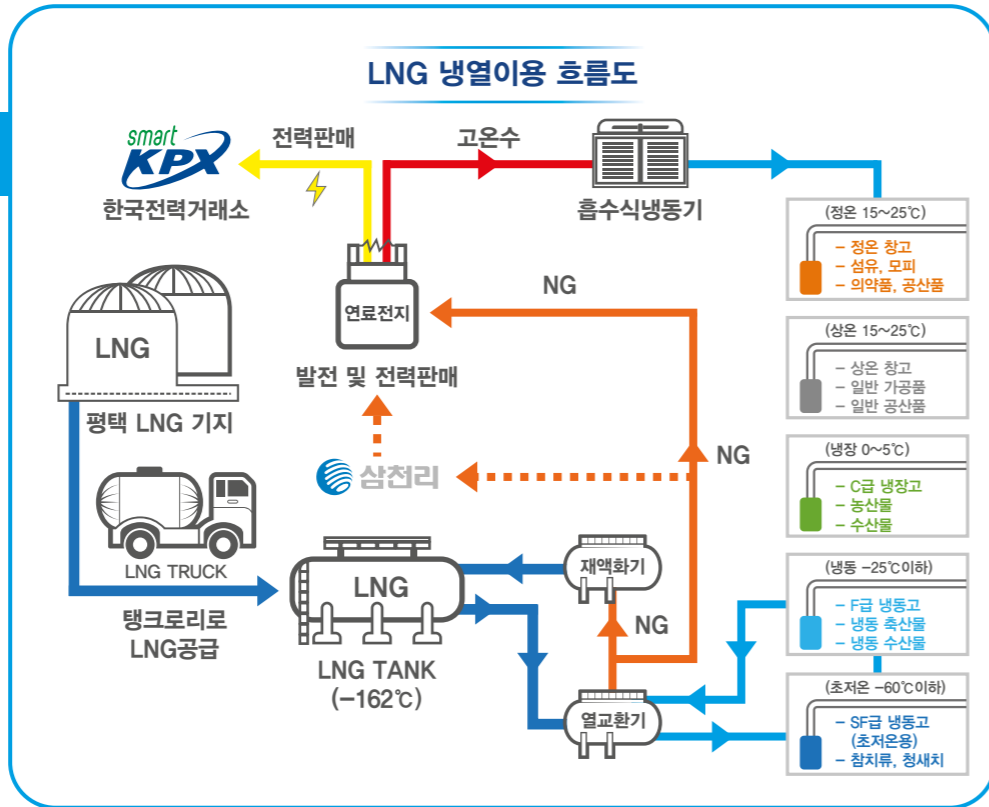 LNG 냉열이용 흐름도
smart
KPX
한국전력거래소
전력판매
고온수
흡수식냉동기
(정온 15~25℃)
- 정온 창고
- 섬유, 모피
- 의약품, 공산품
NG
연료전지
발전 및 전력판매
LNG
평택 LNG 기지
(상온 15~25℃)
- 상온 창고
- 일반 가공품
- 일반 공산품
삼천리
NG
(냉장 0~5℃)
- C급 냉장고
- 농산물
- 수산물
LNG TRUCK
탱크로리로
LNG공급
LNG
LNG TANK
(-162℃)
재액화기
NG
열교환기
(냉동 -25℃이하)
- F급 냉동고
- 냉동 축산물
- 냉동 수산물
(초저온 -60℃이하)
- SF급 냉동고
(초저온용)
- 참치류, 청새치